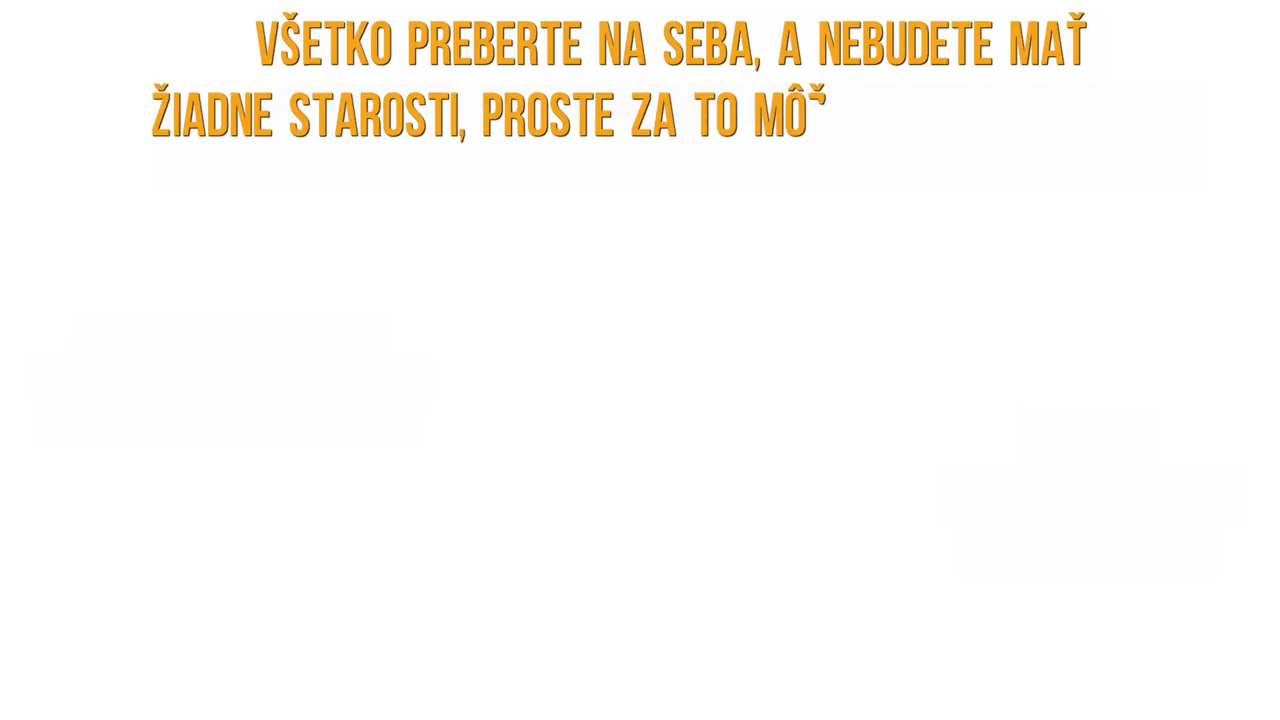 VŠETKO PREBERTE NA SEBA, A NEBUDETE MAŤ
ŽIADNE STAROSTI, PROSTE ZA TO